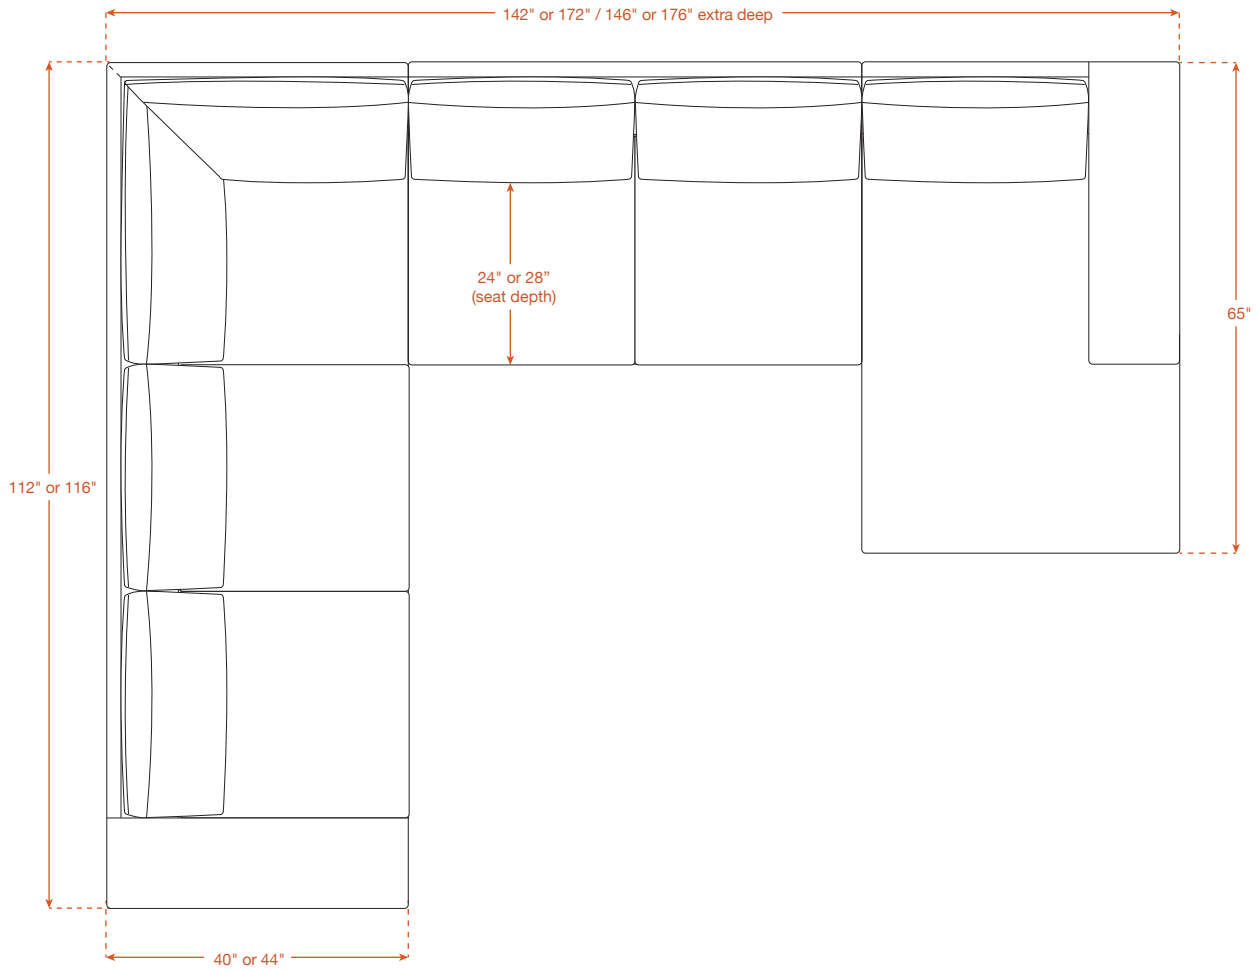 142" or 172" / 146" or 176" extra deep
24" or 28”
(seat depth)
65"
112" or 116"
40" or 44"